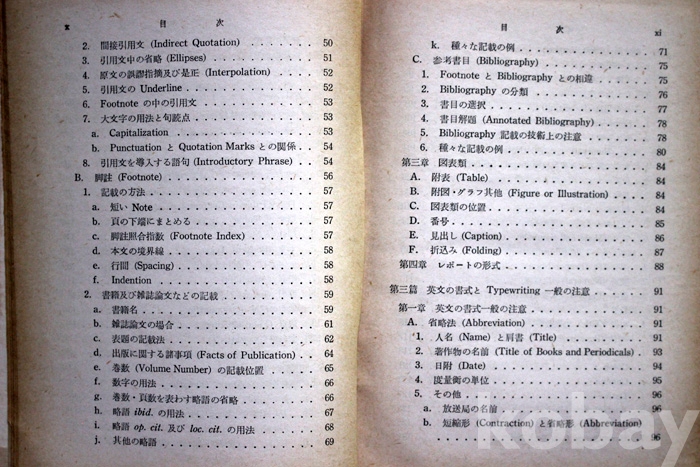 x 目次
2. 間接引用文 (Indirect Quotation) . . . . . . . . 50
3. 引用文中の省略 (Ellipses) . . . . . . . . 51
4. 原文の誤謬指摘及び是正 (Interpolation) . . . . . . 52
5. 引用文の Underline . . . . . . . . 52
6. Footnote の中の引用文 . . . . . . . . 53
7. 大文字の用法と句読点 . . . . . . . . 53
a. Capitalization . . . . . . . . 53
b. Punctuation と Quotation Marks との関係 . . . . 54
8. 引用文を導入する語句 (Introductory Phrase) . . . . 54
B. 脚註 (Footnote) . . . . . . . . 56
1. 記載の方法 . . . . . . . . 57
a. 短い Note . . . . . . . . 57
b. 頁の下端にまとめる . . . . . . . . 57
c. 脚註照合指数 (Footnote Index) . . . . . . . . 57
d. 本文の境界線 . . . . . . . . 58
e. 行間 (Spacing) . . . . . . . . 58
f. Indention . . . . . . . . 58
2. 書籍及び雑誌論文などの記載 . . . . . . . . 59
a. 書籍名 . . . . . . . . 59
b. 雑誌論文の場合 . . . . . . . . 61
c. 表題の記載法 . . . . . . . . 62
d. 出版に関する諸事項 (Facts of Publication) . . . . 64
e. 巻数 (Volume Number) の記載位置 . . . . . . 65
f. 数字の用法 . . . . . . . . 66
g. 巻数・頁数を表わす略語の省略 . . . . . . . . 66
h. 略語 ibid. の用法 . . . . . . . . 67
i. 略語 op. cit. 及び loc. cit. の用法 . . . . . . 68
j. 其他の略語 . . . . . . . . 69
目次 xi
k. 種々な記載の例 . . . . . . . . 71
C. 参考書目 (Bibliography) . . . . . . . . 75
1. Footnote と Bibliography との相違 . . . . . . 75
2. Bibliography の分類 . . . . . . . . 76
3. 書目の選択 . . . . . . . . 77
4. 書目解題 (Annotated Bibliography) . . . . . . 78
5. Bibliography 記載の技術上の注意 . . . . . . 78
6. 種々な記載の例 . . . . . . . . 80
第三章 図表類 . . . . . . . . 84
A. 附表 (Table) . . . . . . . . 84
B. 附図・グラフ其他 (Figure or Illustration) . . . . 84
C. 図表類の位置 . . . . . . . . 84
D. 番号 . . . . . . . . 85
E. 見出し (Caption) . . . . . . . . 86
F. 折込み (Folding) . . . . . . . . 87
第四章 レポートの形式 . . . . . . . . 88
第三篇 英文の書式と Typewriting 一般の注意 . . . . 91
第一章 英文の書式一般の注意 . . . . . . . . 91
A. 省略法 (Abbreviation) . . . . . . . . 91
1. 人名 (Name) と肩書 (Title) . . . . . . . . 91
2. 著作物の名前 (Title of Books and Periodicals) . . 93
3. 日附 (Date) . . . . . . . . 94
4. 度量衡の単位 . . . . . . . . 95
5. その他 . . . . . . . . 96
a. 放送局の名前 . . . . . . . . 96
b. 短縮形 (Contraction) と省略形 (Abbreviation)
. . . . . . . . 96
kobay